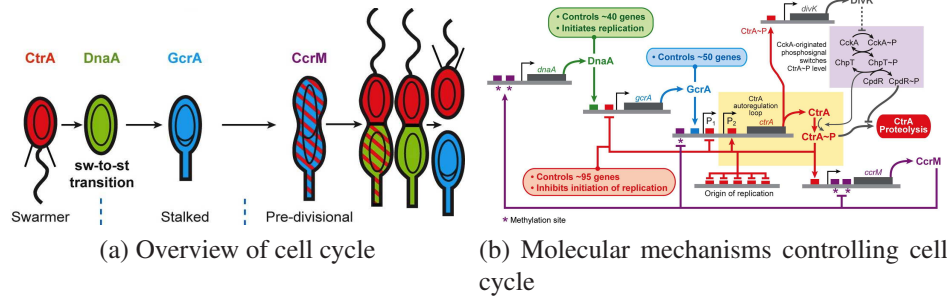 CtrA
DnaA
GcrA
CcrM
sw-to-st
transition
Swarmer
Stalked
Pre-divisional
(a) Overview of cell cycle
• Controls ~40 genes
• Initiates replication
DnaA
dnaA
* *
• Controls ~50 genes
GcrA
gcrA
CtrA~P
divK
DivK
CckA-originated
phosphosignal
switches
CtrA~P level
CckA
CckA~P
ChpT
ChpT~P
CpdR
CpdR~P
P1
P2
CtrA
autoregulation
loop
ctrA
*
CtrA
CtrA~P
CtrA
Proteolysis
• Controls ~95 genes
• Inhibits initiation of replication
Origin of replication
CcrM
ccrM
* *
* Methylation site
(b) Molecular mechanisms controlling cell
cycle